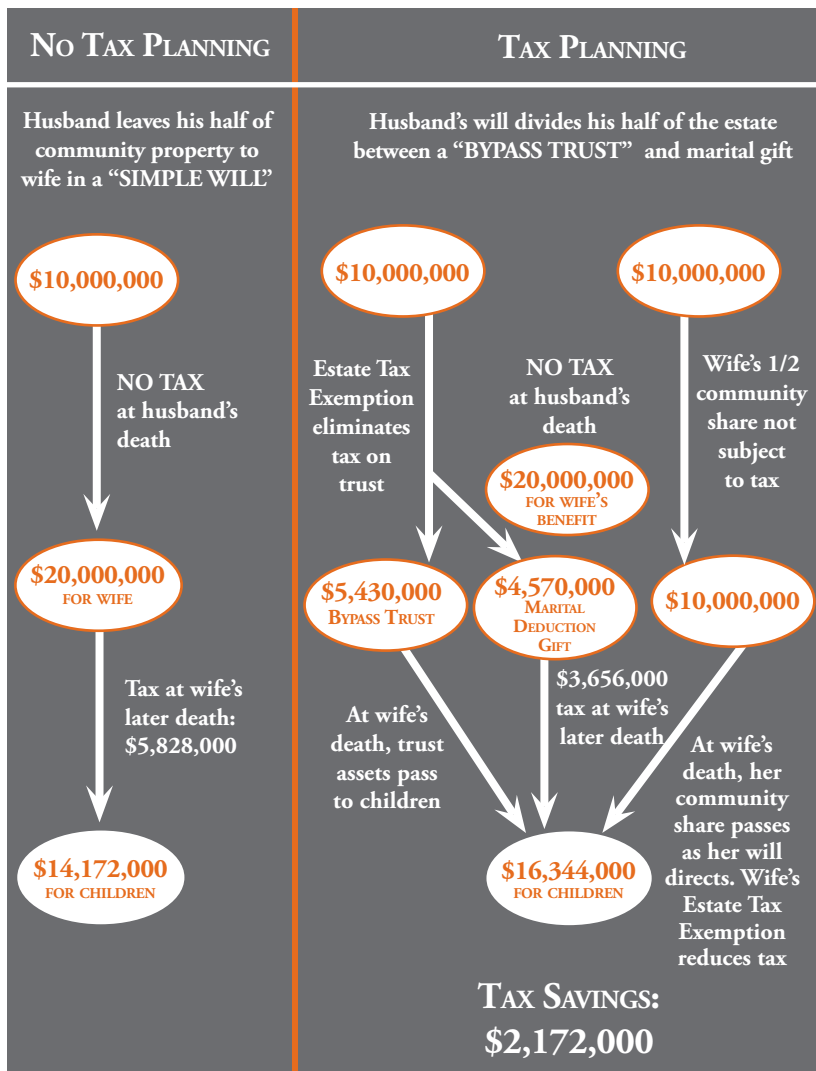 No Tax Planning
Husband leaves his half of
community property to
wife in a “SIMPLE WILL”
$10,000,000
NO TAX
at husband’s
death
$20,000,000
for wife
Tax at wife’s
later death:
$5,828,000
$14,172,000
for children
Tax Planning
Husband’s will divides his half of the estate
between a “BYPASS TRUST” and marital gift
$10,000,000
$10,000,000
Estate Tax
Exemption
eliminates
tax on
trust
NO TAX
at husband’s
death
$20,000,000
for wife’s
benefit
Wife’s 1/2
community
share not
subject
to tax
$5,430,000
Bypass Trust
$4,570,000
Marital
Deduction
Gift
$10,000,000
At wife’s
death, trust
assets pass
to children
$3,656,000
tax at wife’s
later death
At wife’s
death, her
community
share passes
as her will
directs. Wife’s
Estate Tax
Exemption
reduces tax
$16,344,000
for children
Tax Savings:
$2,172,000